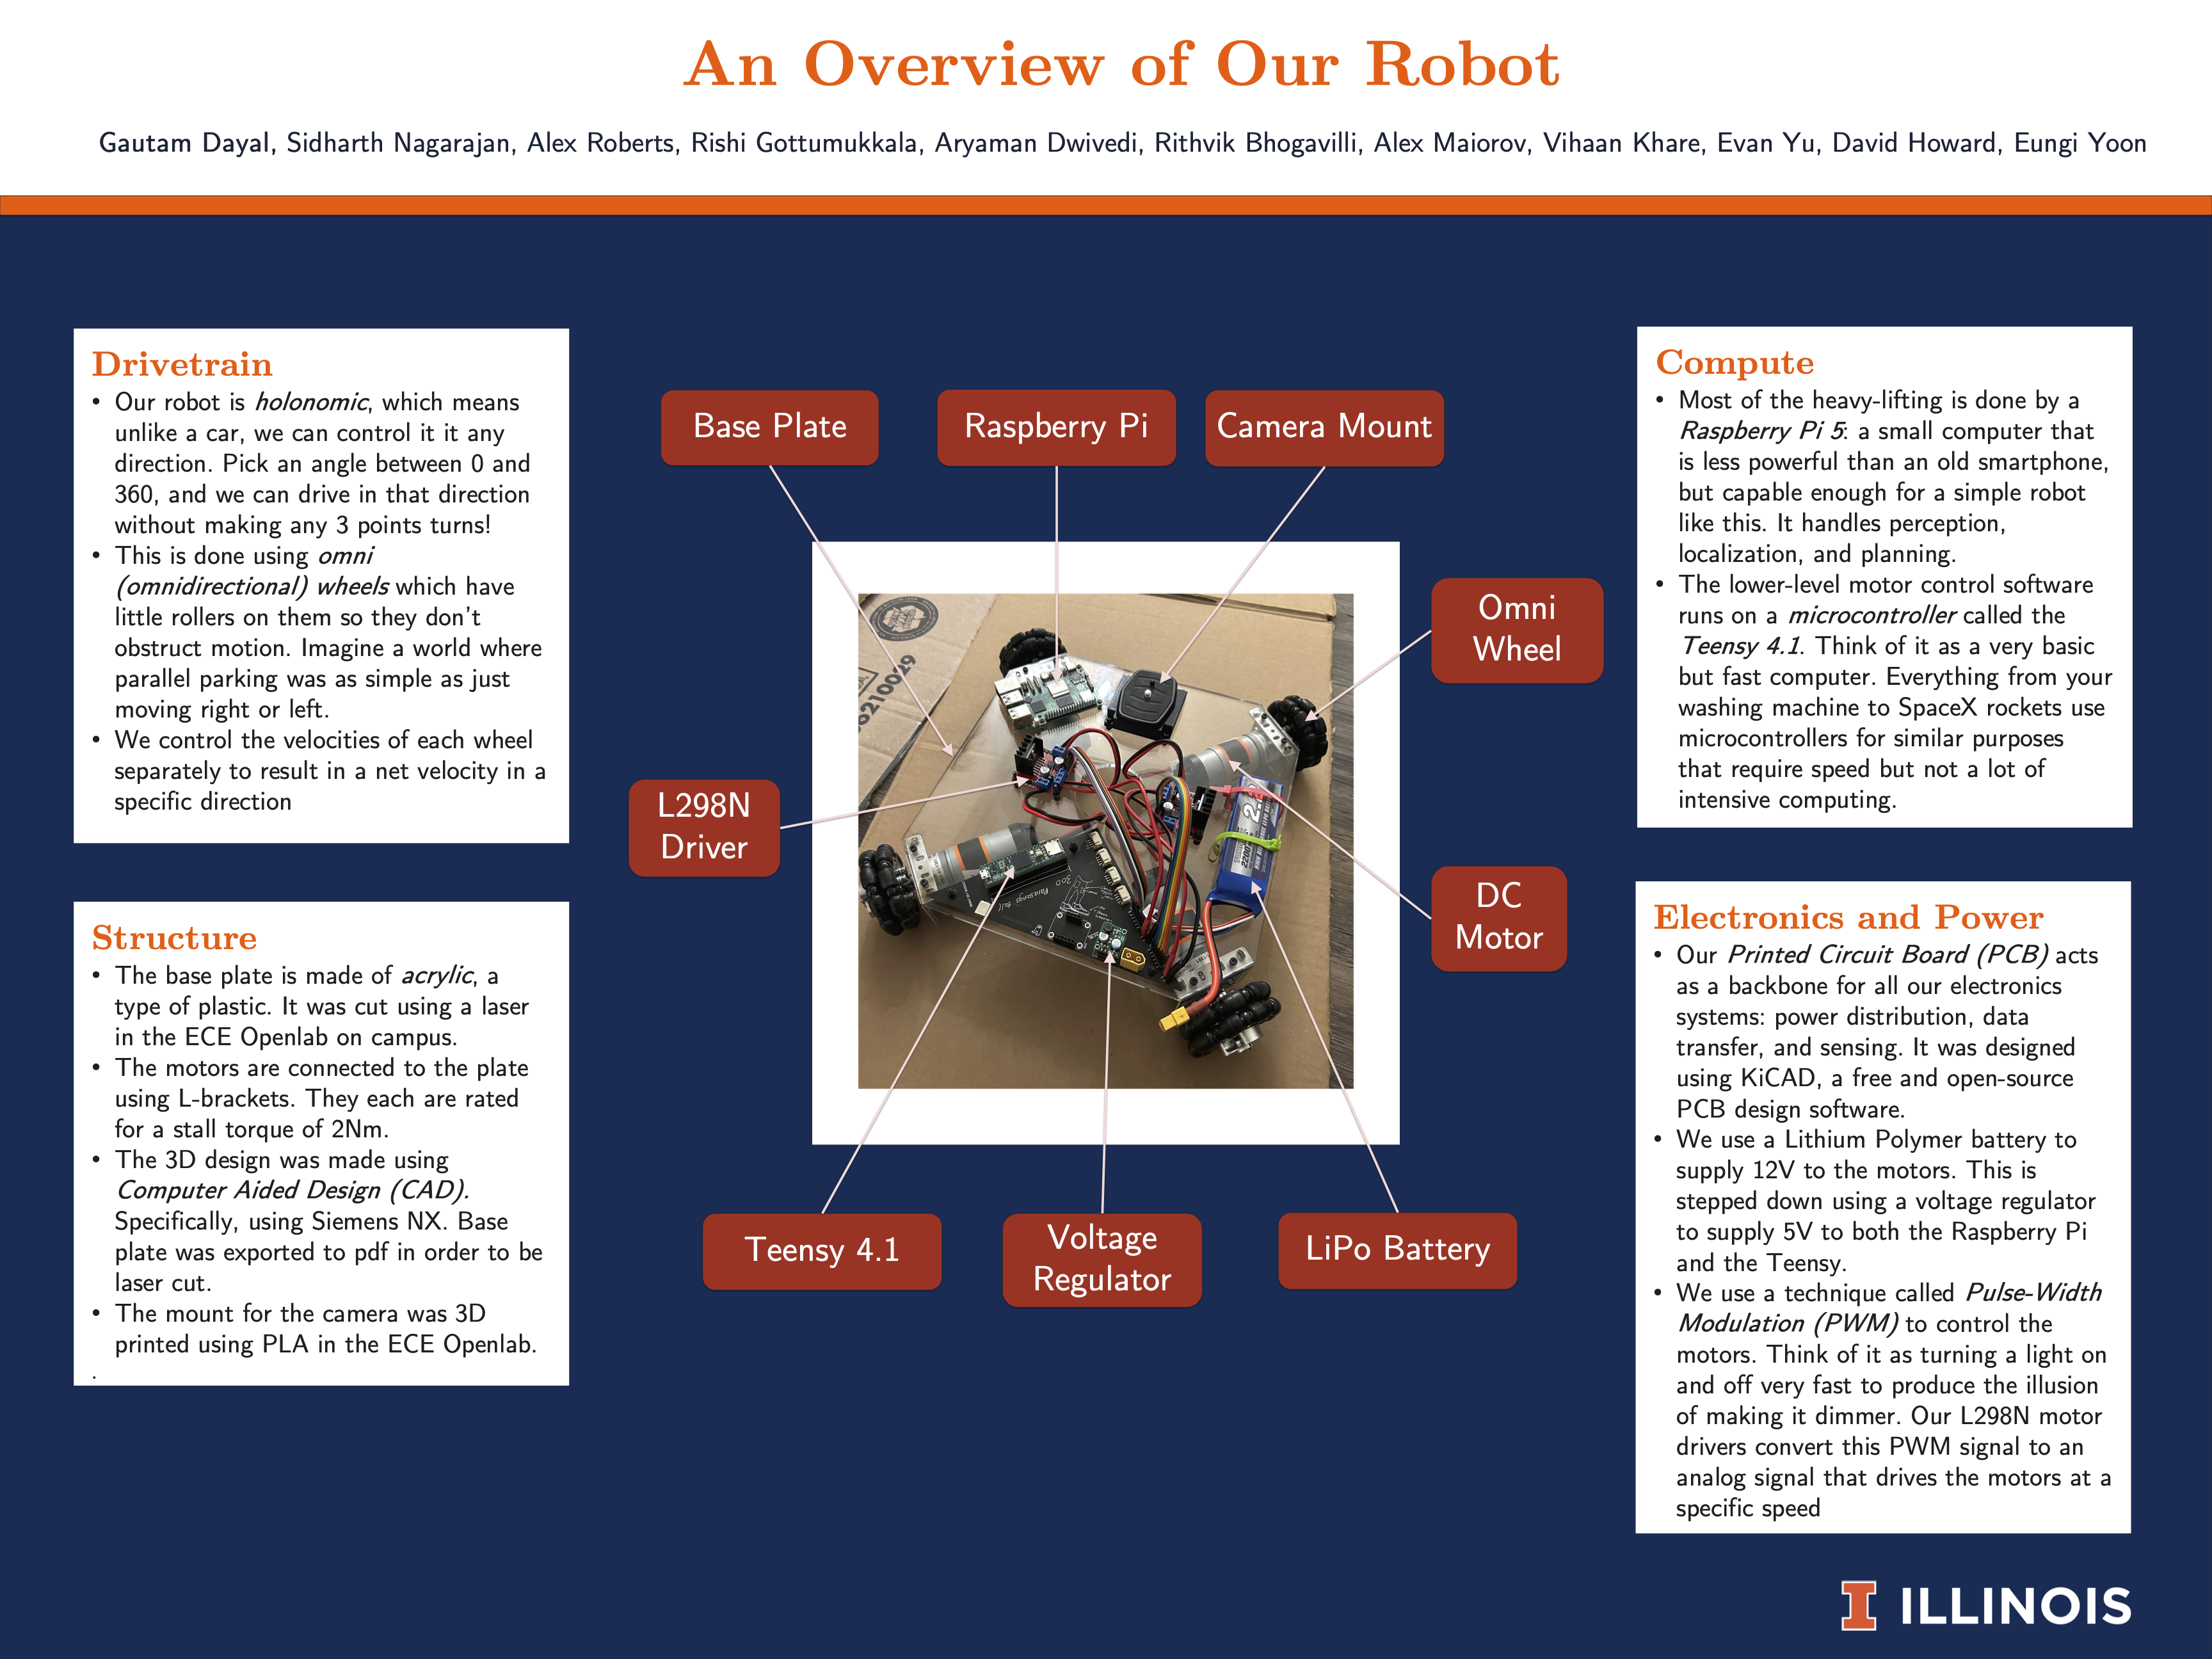 An Overview of Our Robot
Gautam Dayal, Sidharth Nagarajan, Alex Roberts, Rishi Gottumukkala, Aryaman Dwivedi, Rithvik Bhogavilli, Alex Maiorov, Vihaan Khare, Evan Yu, David Howard, Eungi Yoon
Drivetrain
• Our robot is holonomic, which means
unlike a car, we can control it it any
direction. Pick an angle between 0 and
360, and we can drive in that direction
without making any 3 points turns!
• This is done using omni
(omnidirectional) wheels which have
little rollers on them so they don't
obstruct motion. Imagine a world where
parallel parking was as simple as just
moving right or left.
• We control the velocities of each wheel
separately to result in a net velocity in a
specific direction
Structure
• The base plate is made of acrylic, a
type of plastic. It was cut using a laser
in the ECE Openlab on campus.
• The motors are connected to the plate
using L-brackets. They each are rated
for a stall torque of 2Nm.
• The 3D design was made using
Computer Aided Design (CAD).
Specifically, using Siemens NX. Base
plate was exported to pdf in order to be
laser cut.
• The mount for the camera was 3D
printed using PLA in the ECE Openlab.
.
Base Plate
Raspberry Pi
Camera Mount
Omni
Wheel
L298N
Driver
DC
Motor
Teensy 4.1
Voltage
Regulator
LiPo Battery
6210029
2200
Compute
• Most of the heavy-lifting is done by a
Raspberry Pi 5: a small computer that
is less powerful than an old smartphone,
but capable enough for a simple robot
like this. It handles perception,
localization, and planning.
• The lower-level motor control software
runs on a microcontroller called the
Teensy 4.1. Think of it as a very basic
but fast computer. Everything from your
washing machine to SpaceX rockets use
microcontrollers for similar purposes
that require speed but not a lot of
intensive computing.
Electronics and Power
• Our Printed Circuit Board (PCB) acts
as a backbone for all our electronics
systems: power distribution, data
transfer, and sensing. It was designed
using KiCAD, a free and open-source
PCB design software.
• We use a Lithium Polymer battery to
supply 12V to the motors. This is
stepped down using a voltage regulator
to supply 5V to both the Raspberry Pi
and the Teensy.
• We use a technique called Pulse-Width
Modulation (PWM) to control the
motors. Think of it as turning a light on
and off very fast to produce the illusion
of making it dimmer. Our L298N motor
drivers convert this PWM signal to an
analog signal that drives the motors at a
specific speed
I ILLINOIS